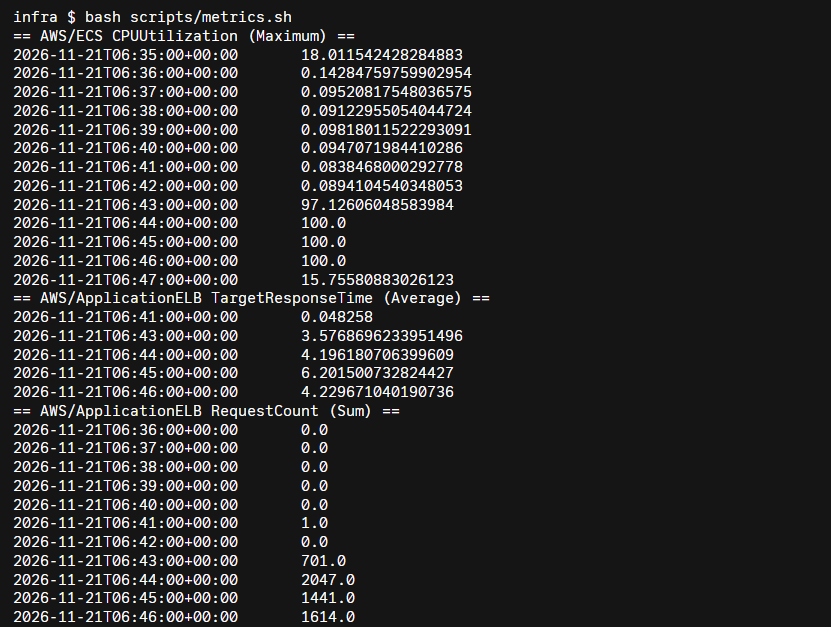 infra $ bash scripts/metrics.sh
== AWS/ECS CPUUtilization (Maximum) ==
2026-11-21T06:35:00+00:00 18.011542428284883
2026-11-21T06:36:00+00:00 0.14284759759902954
2026-11-21T06:37:00+00:00 0.09520817548036575
2026-11-21T06:38:00+00:00 0.09122955054044724
2026-11-21T06:39:00+00:00 0.09818011522293091
2026-11-21T06:40:00+00:00 0.0947071984410286
2026-11-21T06:41:00+00:00 0.0838468000292778
2026-11-21T06:42:00+00:00 0.0894104540348053
2026-11-21T06:43:00+00:00 97.12606048583984
2026-11-21T06:44:00+00:00 100.0
2026-11-21T06:45:00+00:00 100.0
2026-11-21T06:46:00+00:00 100.0
2026-11-21T06:47:00+00:00 15.75580883026123
== AWS/ApplicationELB TargetResponseTime (Average) ==
2026-11-21T06:41:00+00:00 0.048258
2026-11-21T06:43:00+00:00 3.5768696233951496
2026-11-21T06:44:00+00:00 4.196180706399609
2026-11-21T06:45:00+00:00 6.201500732824427
2026-11-21T06:46:00+00:00 4.229671040190736
== AWS/ApplicationELB RequestCount (Sum) ==
2026-11-21T06:36:00+00:00 0.0
2026-11-21T06:37:00+00:00 0.0
2026-11-21T06:38:00+00:00 0.0
2026-11-21T06:39:00+00:00 0.0
2026-11-21T06:40:00+00:00 0.0
2026-11-21T06:41:00+00:00 1.0
2026-11-21T06:42:00+00:00 0.0
2026-11-21T06:43:00+00:00 701.0
2026-11-21T06:44:00+00:00 2047.0
2026-11-21T06:45:00+00:00 1441.0
2026-11-21T06:46:00+00:00 1614.0